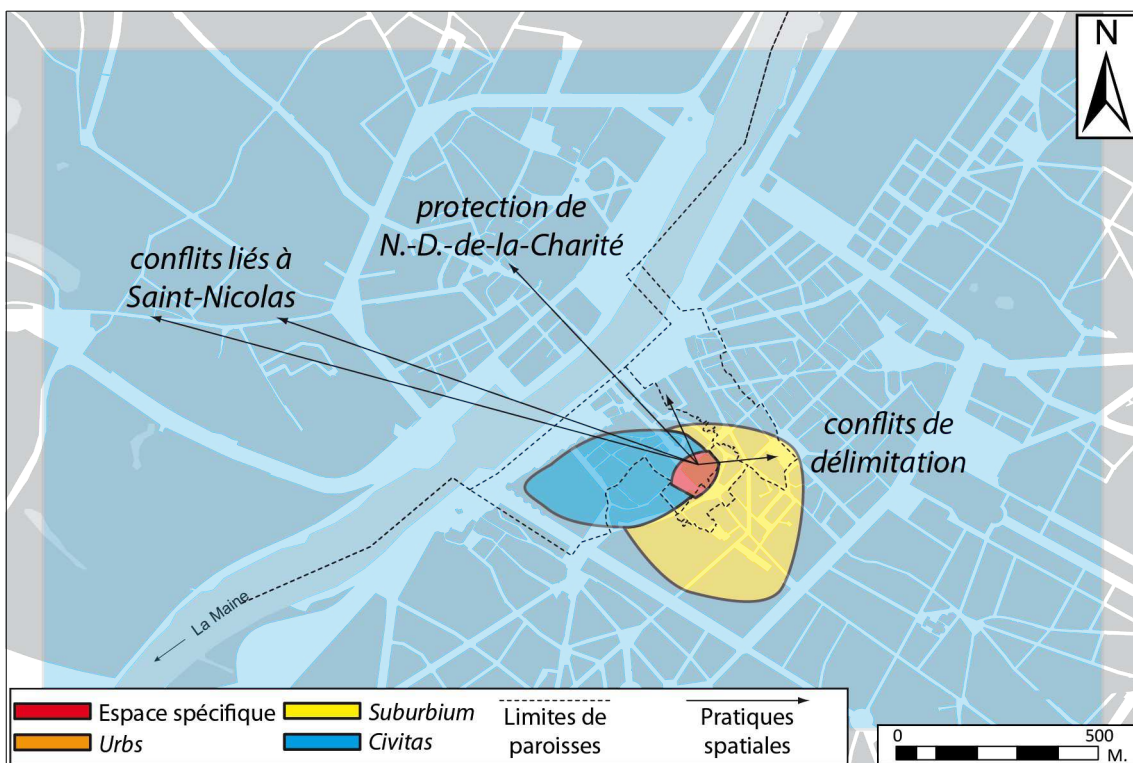 N
protection de
N.-D.-de-la-Charité
conflits liés à
Saint-Nicolas
conflits de
délimitation
La Maine
Espace spécifique
Suburbium
Limites de
paroisses
Pratiques
spatiales
Urbs
Civitas
0
500
M.